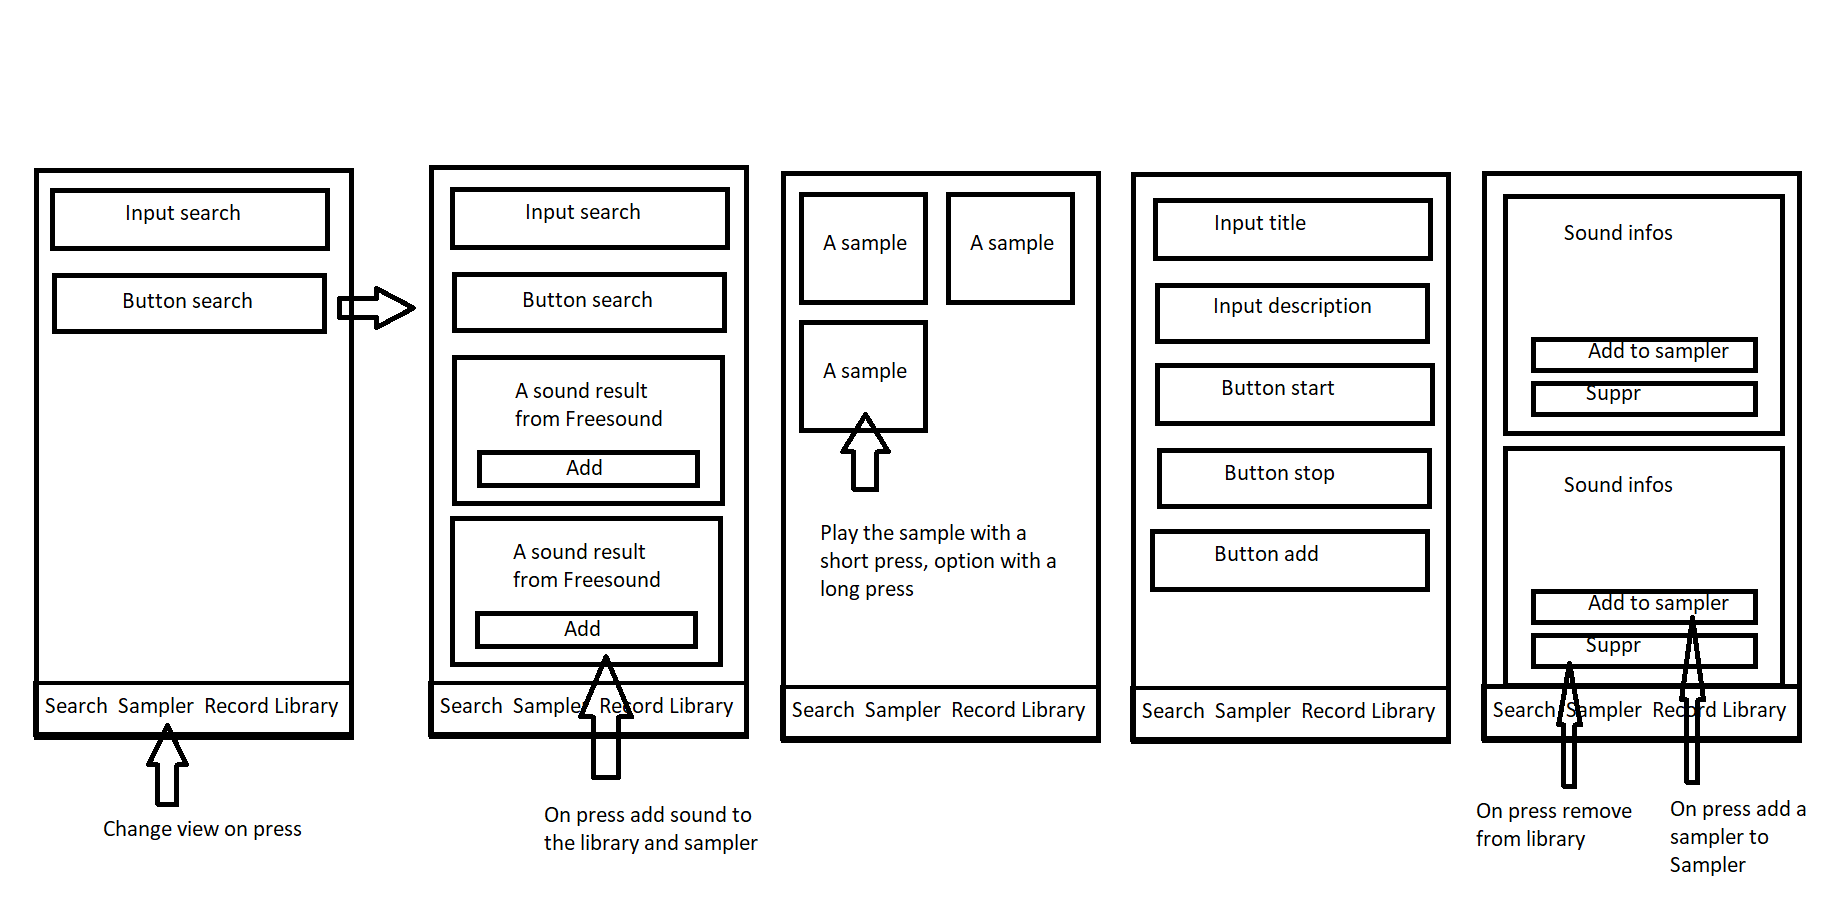 Input search
Button search
Search Sampler Record Library
Change view on press
Input search
Button search
A sound result
from Freesound
Add
A sound result
from Freesound
Add
Search Sampler Record Library
On press add sound to
the library and sampler
A sample
A sample
A sample
Play the sample with a
short press, option with a
long press
Search Sampler Record Library
Input title
Input description
Button start
Button stop
Button add
Search Sampler Record Library
Sound infos
Add to sampler
Suppr
Sound infos
Add to sampler
Suppr
Search Sampler Record Library
On press remove
from library
On press add a
sampler to
Sampler